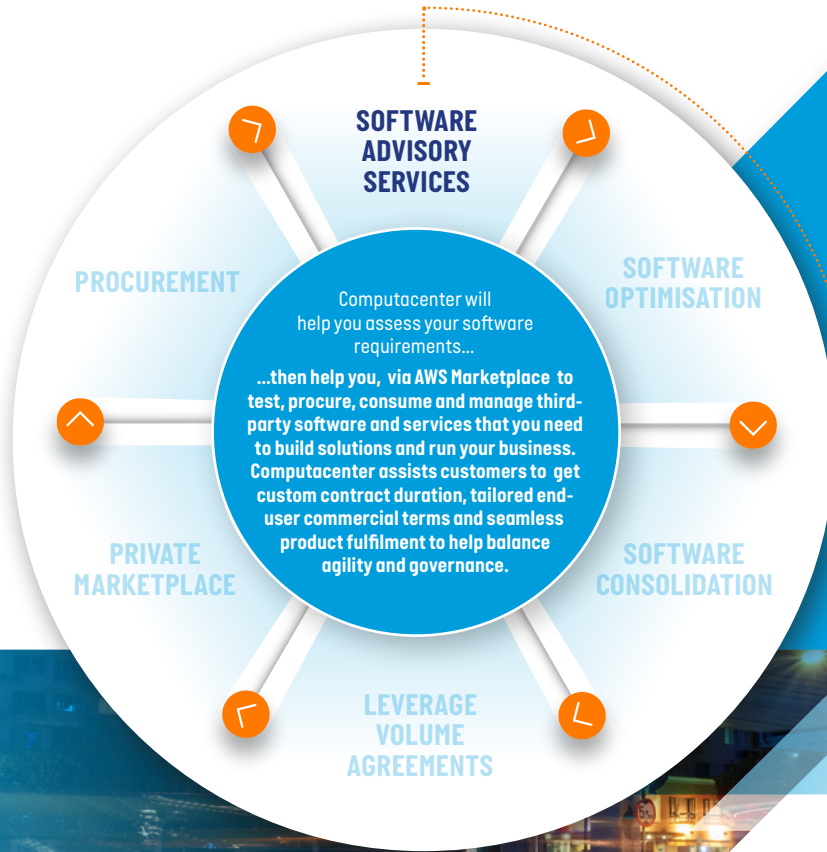 SOFTWARE
ADVISORY
SERVICES
SOFTWARE
OPTIMISATION
SOFTWARE
CONSOLIDATION
LEVERAGE
VOLUME
AGREEMENTS
PRIVATE
MARKETPLACE
PROCUREMENT
Computacenter will
help you assess your software
requirements...
...then help you, via AWS Marketplace to
test, procure, consume and manage third-
party software and services that you need
to build solutions and run your business.
Computacenter assists customers to get
custom contract duration, tailored end-
user commercial terms and seamless
product fulfilment to help balance
agility and governance.